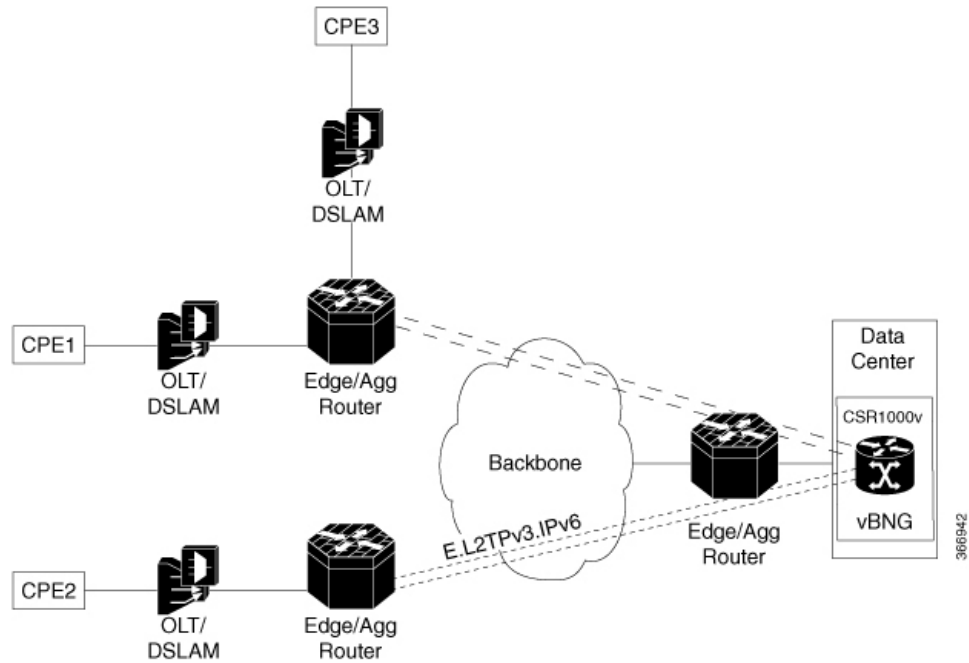 CPE3
OLT/
DSLAM
CPE1
OLT/
DSLAM
Edge/Agg
Router
Data
Center
CSR1000v
vBNG
Backbone
Edge/Agg
Router
E.L2TPv3.IPv6
CPE2
OLT/
DSLAM
Edge/Agg
Router
366942